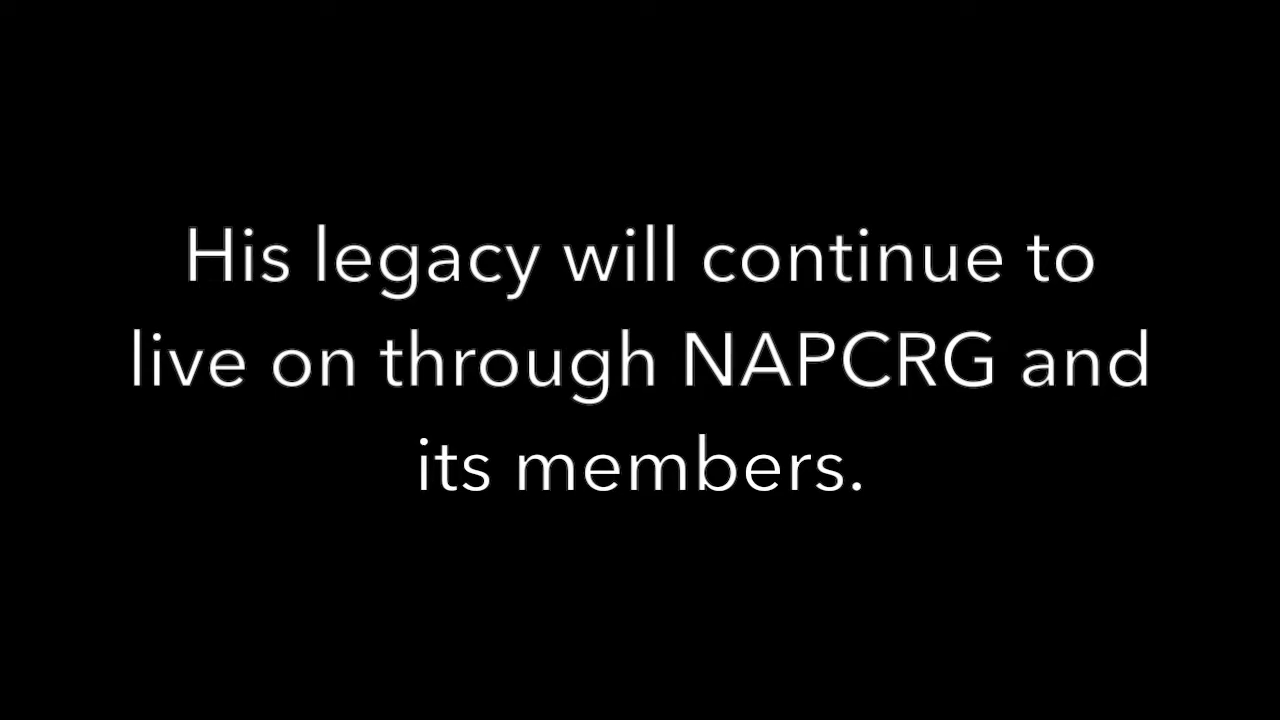 His legacy will continue to
live on through NAPCRG and
its members.